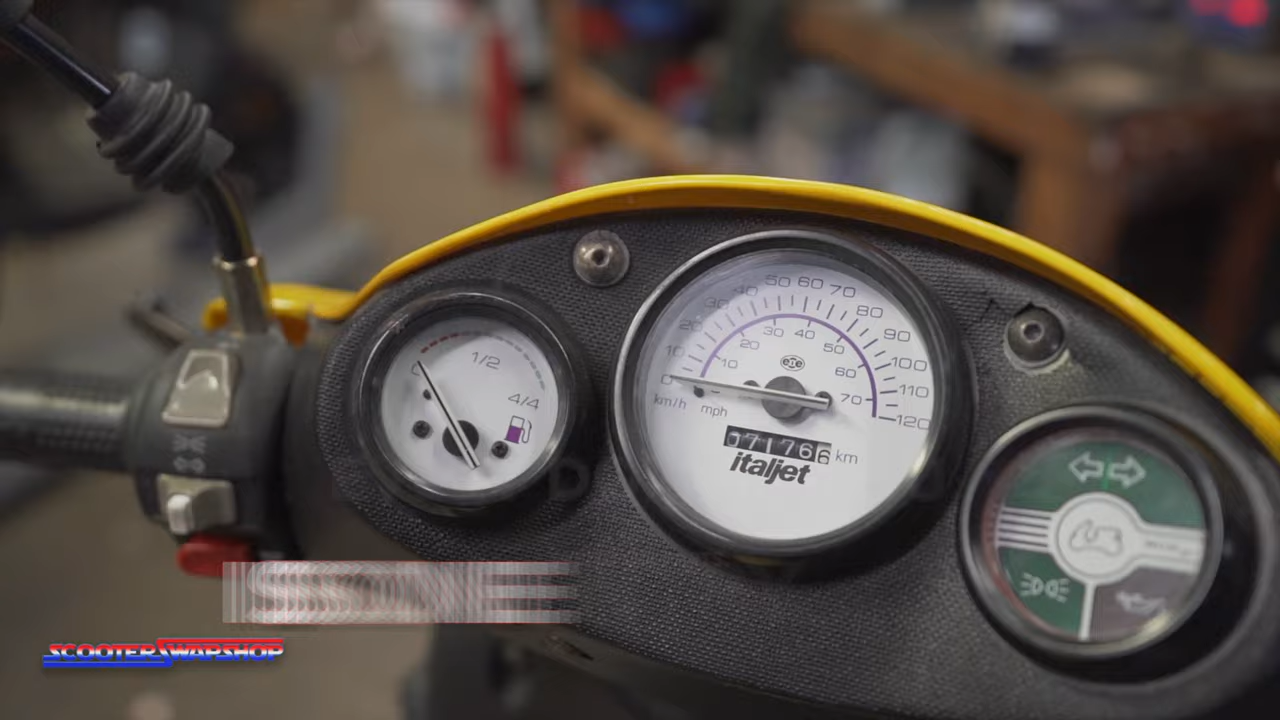 1/2
4/4
0 10 20 30 40 50 60 70 80 90 100 110 120
10 20 30 40 50 60 70
km/h mph
071766 km
italjet
SCOOTERSWAPSHOP